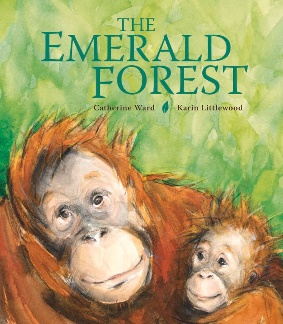 THE
EMERALD
FOREST
Catherine Ward Karin Littlewood